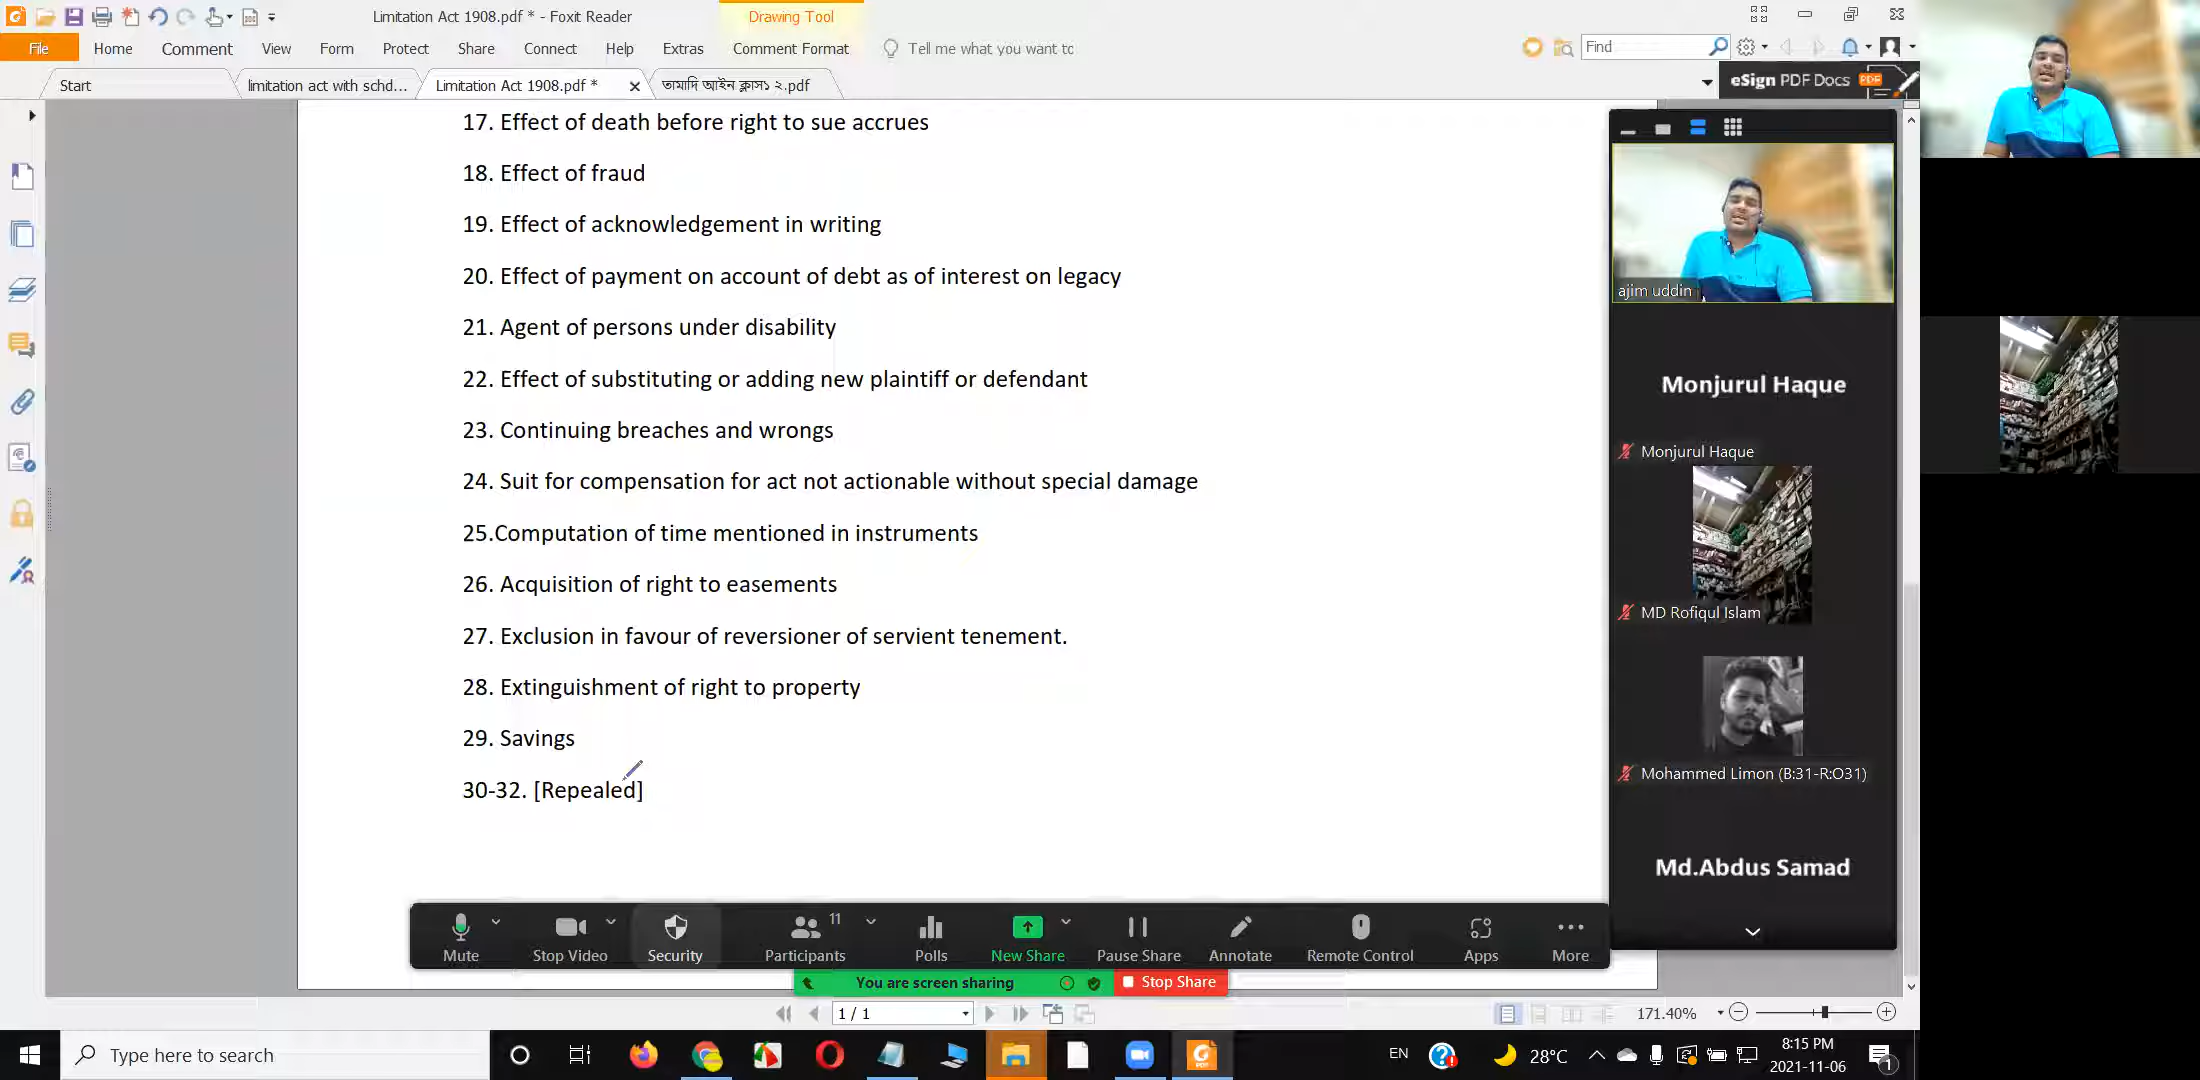 Limitation Act 1908.pdf * - Foxit Reader
Drawing Tool
File
Home
Comment
View
Form
Protect
Share
Connect
Help
Extras
Comment Format
Tell me what you want to
Find
Start
limitation act with schd...
Limitation Act 1908.pdf *
তামাদি আইন ক্লাস১ ২.pdf
eSign PDF Docs
17. Effect of death before right to sue accrues
18. Effect of fraud
19. Effect of acknowledgement in writing
20. Effect of payment on account of debt as of interest on legacy
21. Agent of persons under disability
22. Effect of substituting or adding new plaintiff or defendant
23. Continuing breaches and wrongs
24. Suit for compensation for act not actionable without special damage
25.Computation of time mentioned in instruments
26. Acquisition of right to easements
27. Exclusion in favour of reversioner of servient tenement.
28. Extinguishment of right to property
29. Savings
30-32. [Repealed]
ajim uddin
Monjurul Haque
Monjurul Haque
MD Rofiqul Islam
Mohammed Limon (B:31-R:O31)
Md.Abdus Samad
Mute
Stop Video
Security
Participants
11
Polls
New Share
Pause Share
Annotate
Remote Control
Apps
More
You are screen sharing
Stop Share
1 / 1
171.40%
Type here to search
EN
28°C
8:15 PM
2021-11-06
1